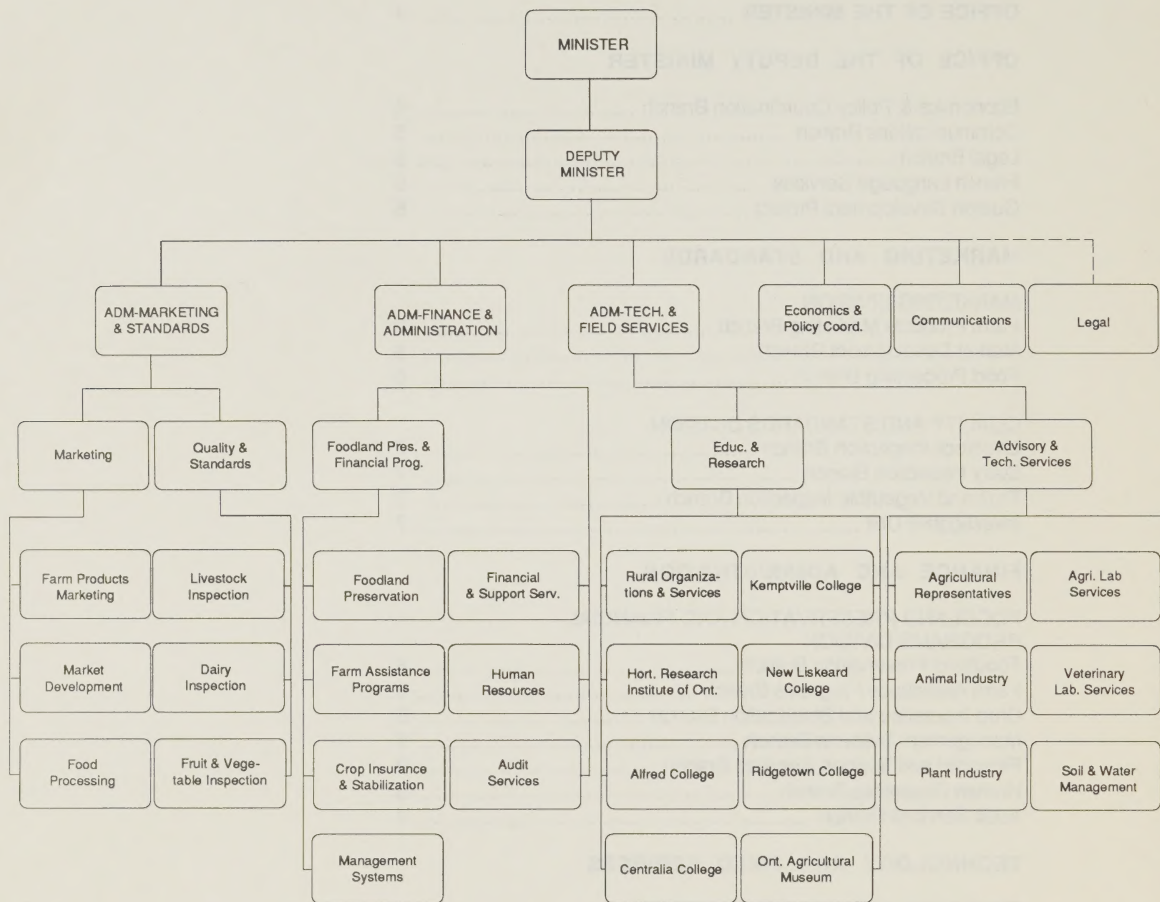 MINISTER
DEPUTY
MINISTER
ADM-MARKETING
& STANDARDS
ADM-FINANCE &
ADMINISTRATION
ADM-TECH. &
FIELD SERVICES
Economics &
Policy Coord.
Communications
Legal
Marketing
Quality &
Standards
Foodland Pres. &
Financial Prog.
Educ. &
Research
Advisory &
Tech. Services
Farm Products
Marketing
Livestock
Inspection
Foodland
Preservation
Financial
& Support Serv.
Rural Organiza-
tions & Services
Kemptville College
Agricultural
Representatives
Agri. Lab
Services
Market
Development
Dairy
Inspection
Farm Assistance
Programs
Human
Resources
Hort. Research
Institute of Ont.
New Liskeard
College
Animal Industry
Veterinary
Lab. Services
Food
Processing
Fruit & Vege-
table Inspection
Crop Insurance
& Stabilization
Audit
Services
Alfred College
Ridgetown College
Plant Industry
Soil & Water
Management
Management
Systems
Centralia College
Ont. Agricultural
Museum